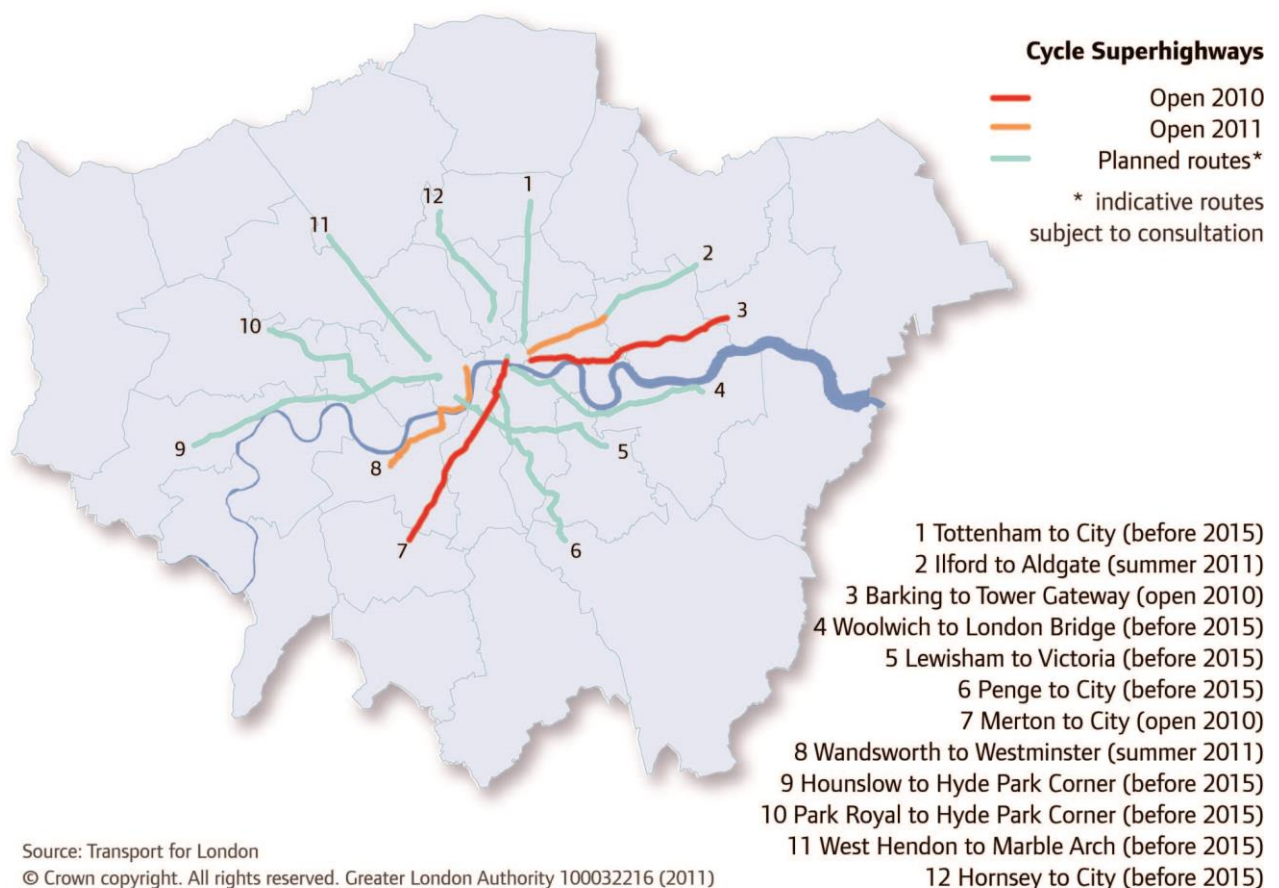 Cycle Superhighways
Open 2010
Open 2011
Planned routes*
* indicative routes
subject to consultation
1
12
11
2
3
10
4
9
5
8
7
6
1 Tottenham to City (before 2015)
2 Ilford to Aldgate (summer 2011)
3 Barking to Tower Gateway (open 2010)
4 Woolwich to London Bridge (before 2015)
5 Lewisham to Victoria (before 2015)
6 Penge to City (before 2015)
7 Merton to City (open 2010)
8 Wandsworth to Westminster (summer 2011)
9 Hounslow to Hyde Park Corner (before 2015)
10 Park Royal to Hyde Park Corner (before 2015)
11 West Hendon to Marble Arch (before 2015)
12 Hornsey to City (before 2015)
Source: Transport for London
© Crown copyright. All rights reserved. Greater London Authority 100032216 (2011)